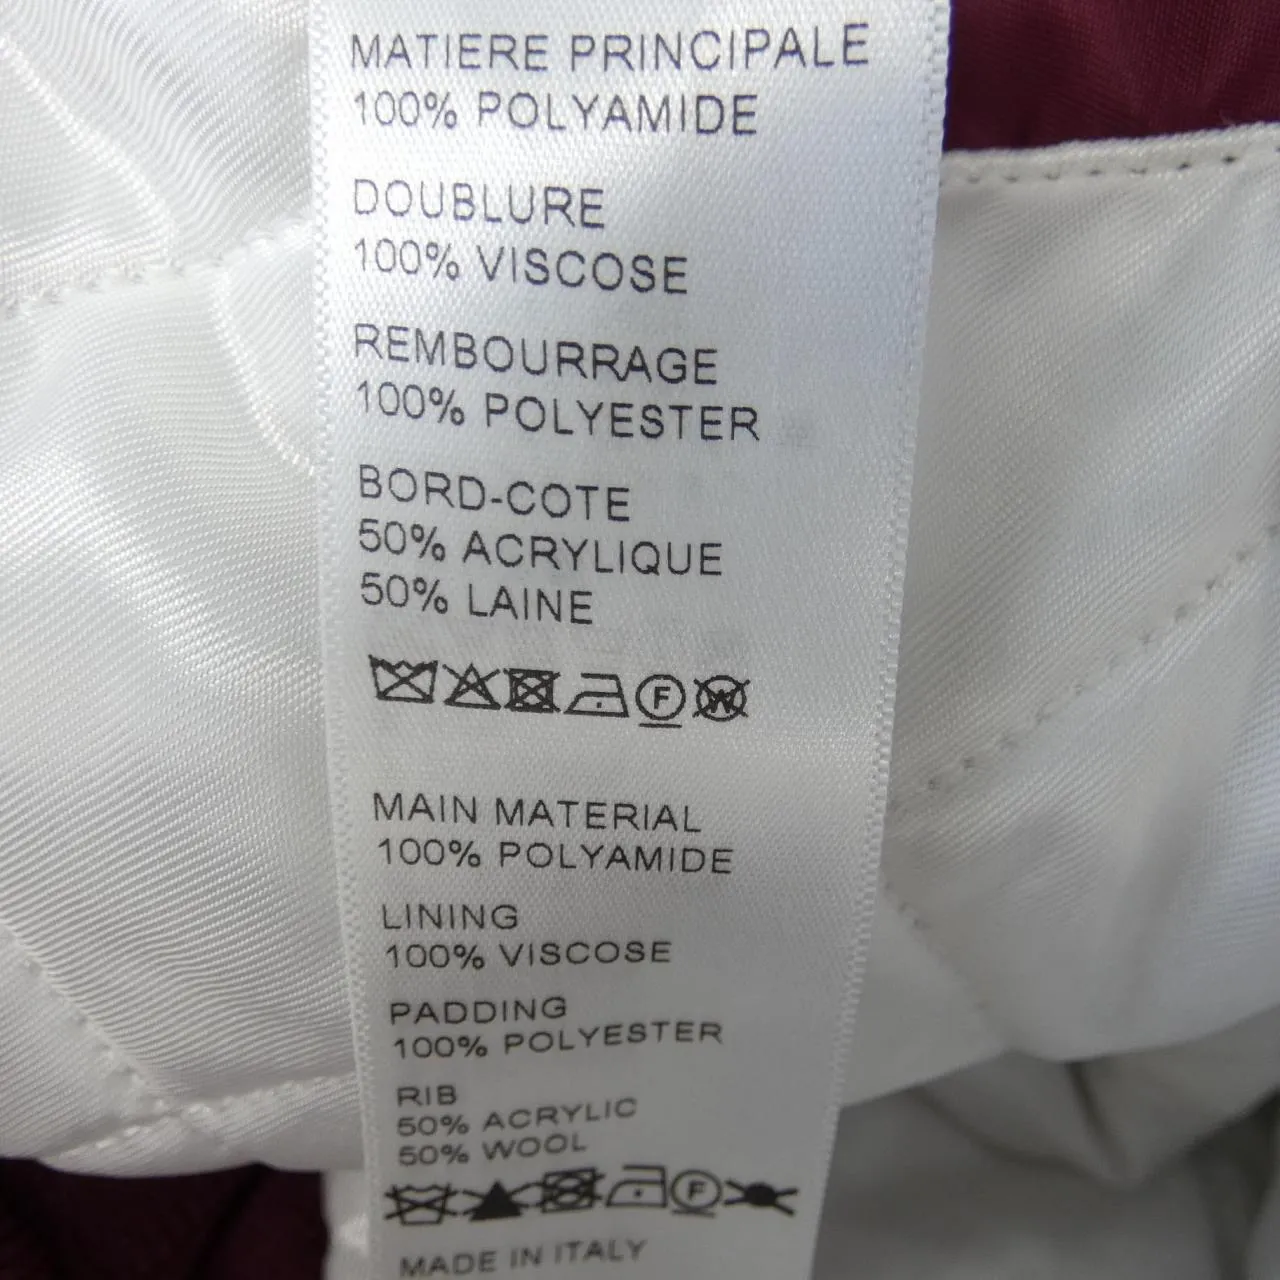 MATIERE PRINCIPALE
100% POLYAMIDE
DOUBLURE
100% VISCOSE
REMBOURRAGE
100% POLYESTER
BORD-COTE
50% ACRYLIQUE
50% LAINE
F W
MAIN MATERIAL
100% POLYAMIDE
LINING
100% VISCOSE
PADDING
100% POLYESTER
RIB
50% ACRYLIC
50% WOOL
F
MADE IN ITALY